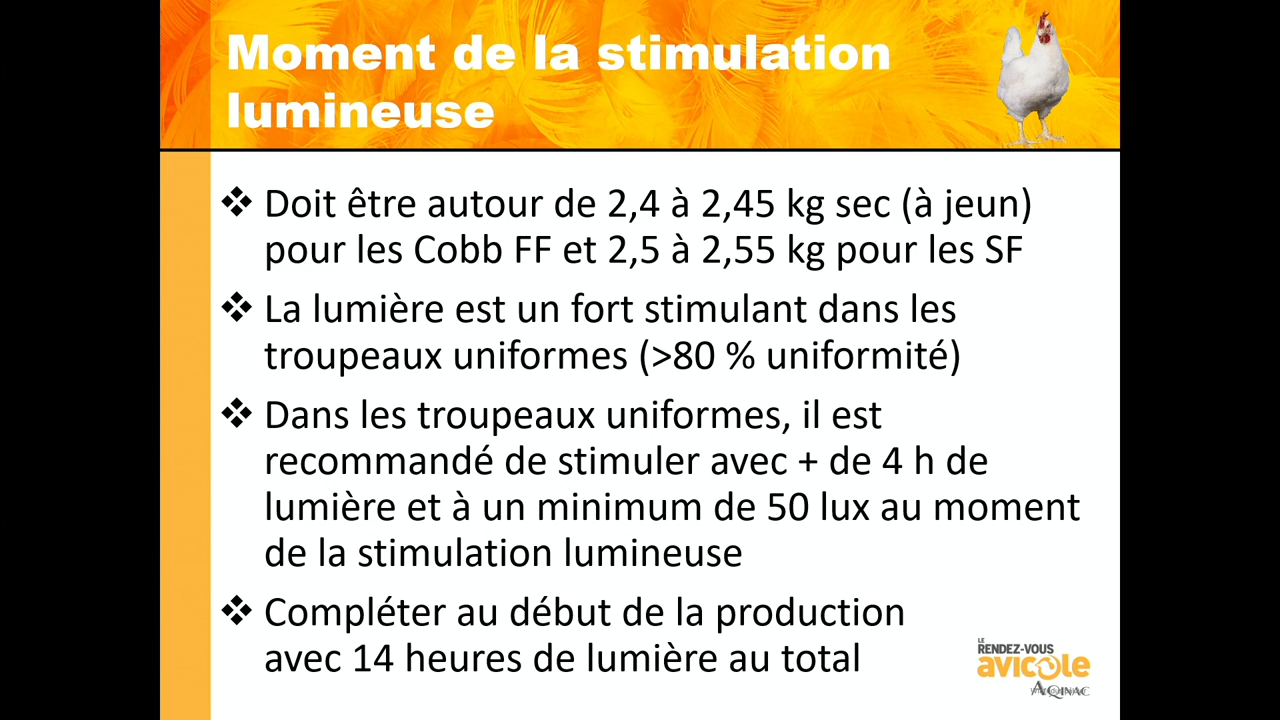 Moment de la stimulation
lumineuse
❖ Doit être autour de 2,4 à 2,45 kg sec (à jeun)
pour les Cobb FF et 2,5 à 2,55 kg pour les SF
❖ La lumière est un fort stimulant dans les
troupeaux uniformes (>80 % uniformité)
❖ Dans les troupeaux uniformes, il est
recommandé de stimuler avec + de 4 h de
lumière et à un minimum de 50 lux au moment
de la stimulation lumineuse
❖ Compléter au début de la production
avec 14 heures de lumière au total
LE
RENDEZ-VOUS
avicole
AQINAC